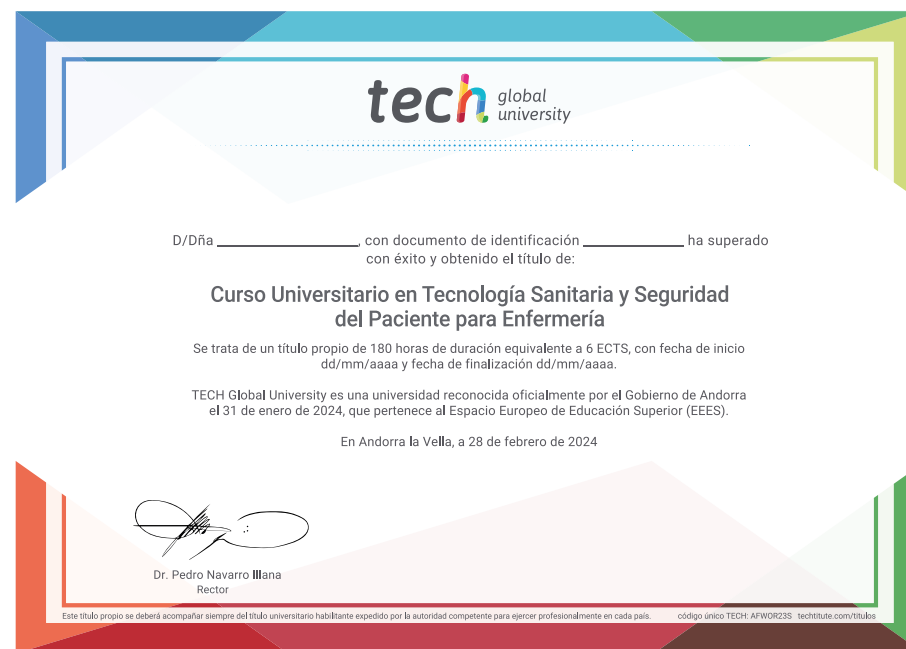 tech global
university
D/Dña ______________, con documento de identificación ______________ ha superado
con éxito y obtenido el título de:
Curso Universitario en Tecnología Sanitaria y Seguridad
del Paciente para Enfermería
Se trata de un título propio de 180 horas de duración equivalente a 6 ECTS, con fecha de inicio
dd/mm/aaaa y fecha de finalización dd/mm/aaaa.
TECH Global University es una universidad reconocida oficialmente por el Gobierno de Andorra
el 31 de enero de 2024, que pertenece al Espacio Europeo de Educación Superior (EEES).
En Andorra la Vella, a 28 de febrero de 2024
Dr. Pedro Navarro Illana
Rector
Este título propio se deberá acompañar siempre del título universitario habilitante expedido por la autoridad competente para ejercer profesionalmente en cada país. código único TECH: AFWOR23S techtitute.com/titulos